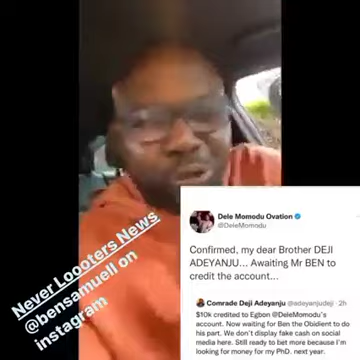 Never Loooters News
@bensamuell on
instagram
Dele Momodu Ovation
@DeleMomodu
Confirmed, my dear Brother DEJI
ADEYANJU... Awaiting Mr BEN to
credit the account...
Comrade Deji Adeyanju @adeyanjudeji · 2h
$10k credited to Egbon @DeleMomodu's
account. Now waiting for Ben the Obidient to do
his part. We don't display fake cash on social
media here. Still ready to bet more because I'm
looking for money for my PhD. next year.